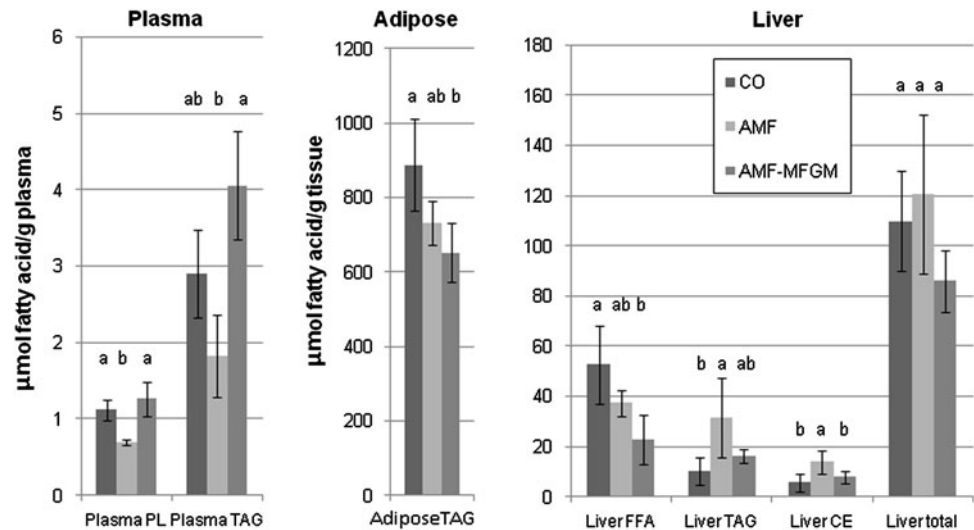 Plasma
Adipose
Liver
μmol fatty acid/g plasma
6
5
4
3
2
1
0
a b a
ab b a
Plasma PL Plasma TAG
μmol fatty acid/g tissue
1200
1000
800
600
400
200
0
a ab b
Adipose TAG
180
160
140
120
100
80
60
40
20
0
CO
AMF
AMF-MFGM
a ab b
b a ab
b a b
a a a
Liver FFA Liver TAG Liver CE Liver total